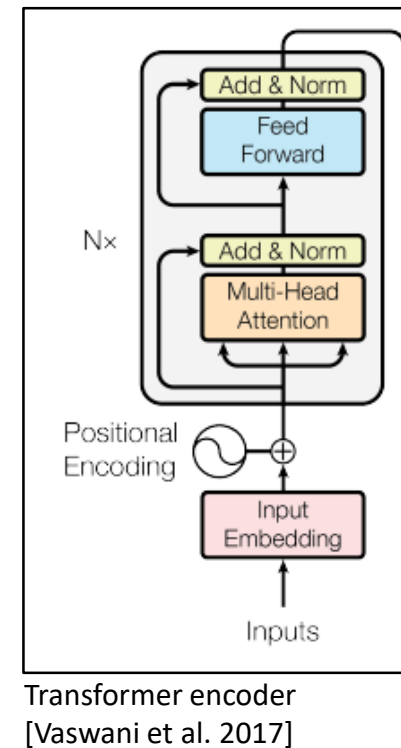 Add & Norm
Feed
Forward
Nx
Add & Norm
Multi-Head
Attention
Positional
Encoding
Input
Embedding
Inputs
Transformer encoder
[Vaswani et al. 2017]